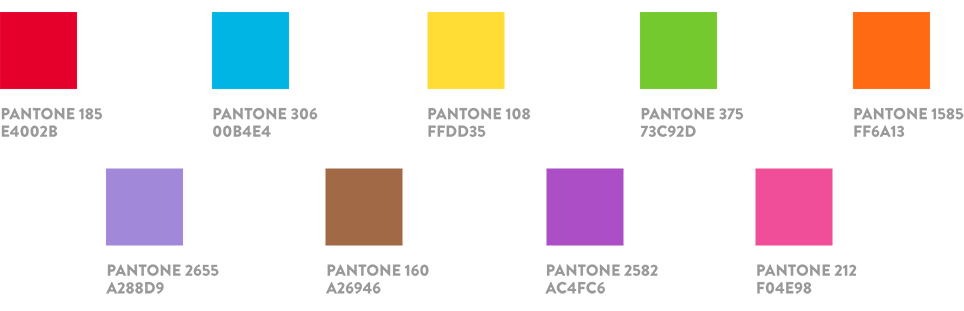 PANTONE 185
E4002B
PANTONE 306
00B4E4
PANTONE 108
FFDD35
PANTONE 375
73C92D
PANTONE 1585
FF6A13
PANTONE 2655
A288D9
PANTONE 160
A26946
PANTONE 2582
AC4FC6
PANTONE 212
F04E98